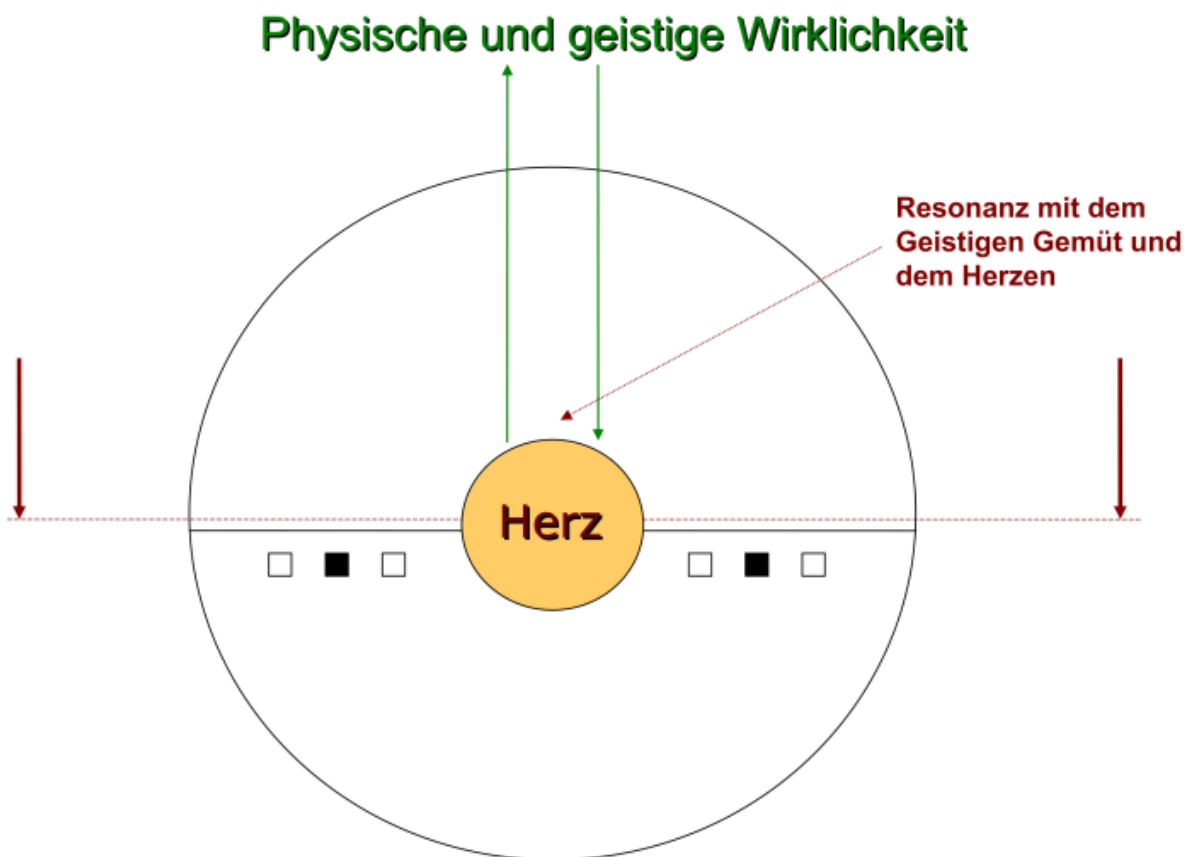 Physische und geistige Wirklichkeit
Resonanz mit dem
Geistigen Gemüt und
dem Herzen
Herz